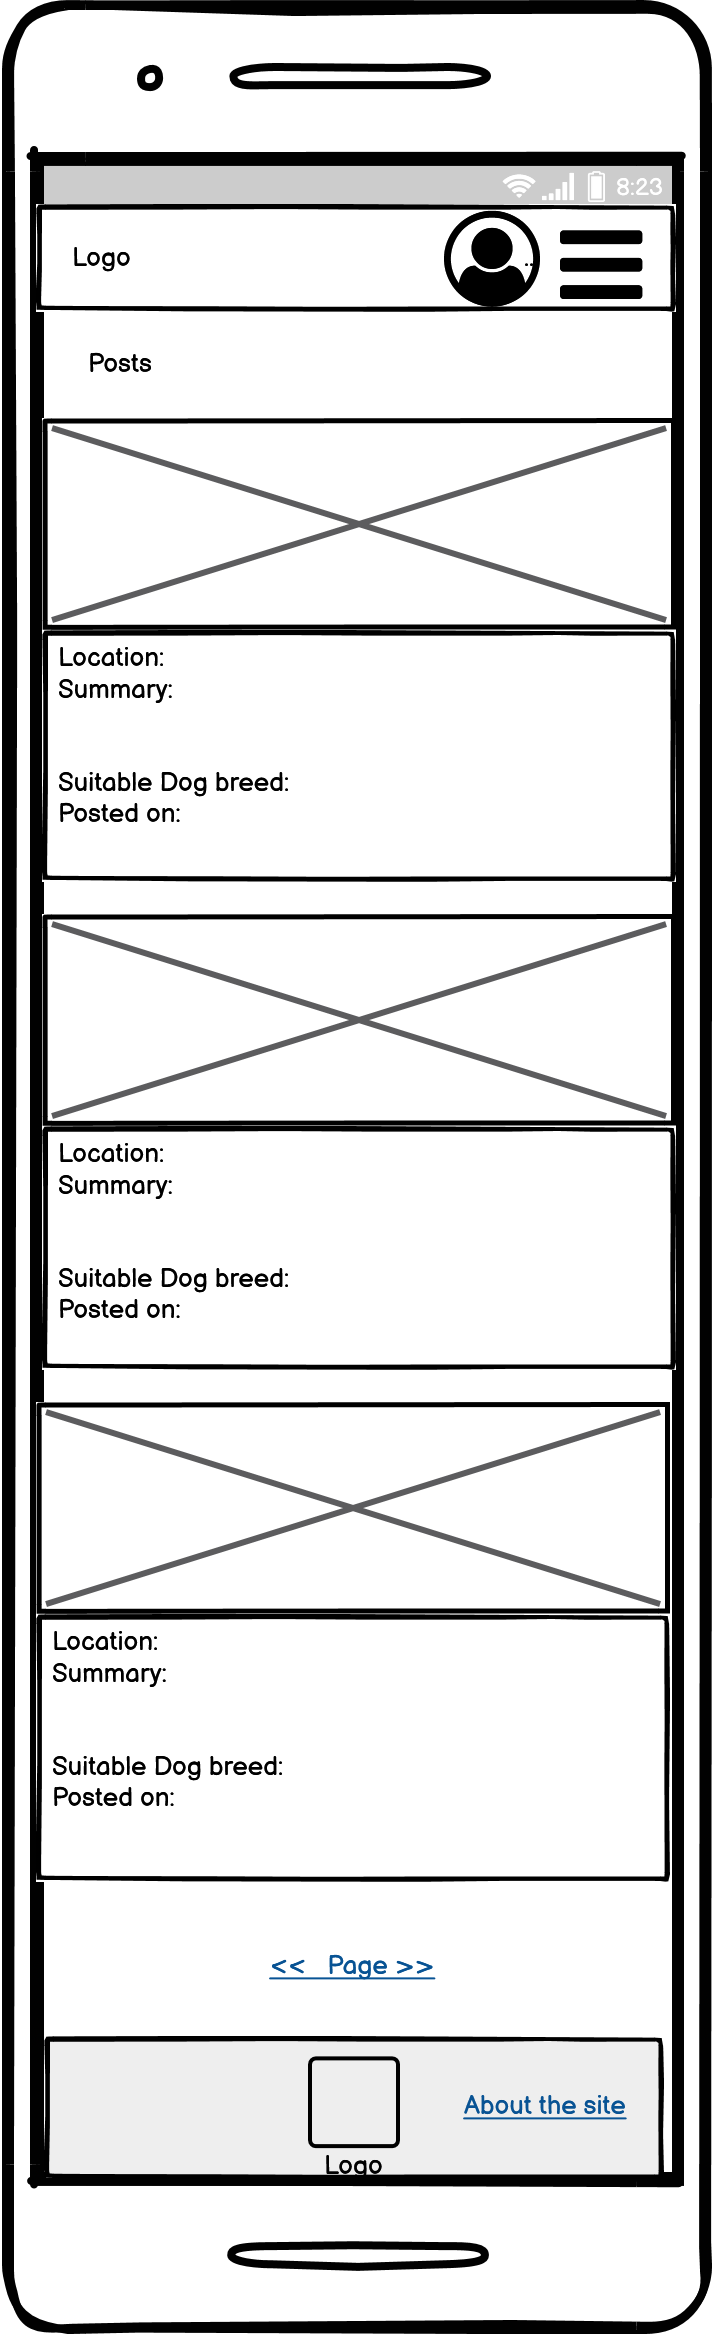 8:23
Logo
Posts
Location:
Summary:
Suitable Dog breed:
Posted on:
Location:
Summary:
Suitable Dog breed:
Posted on:
Location:
Summary:
Suitable Dog breed:
Posted on:
<< Page >>
About the site
Logo